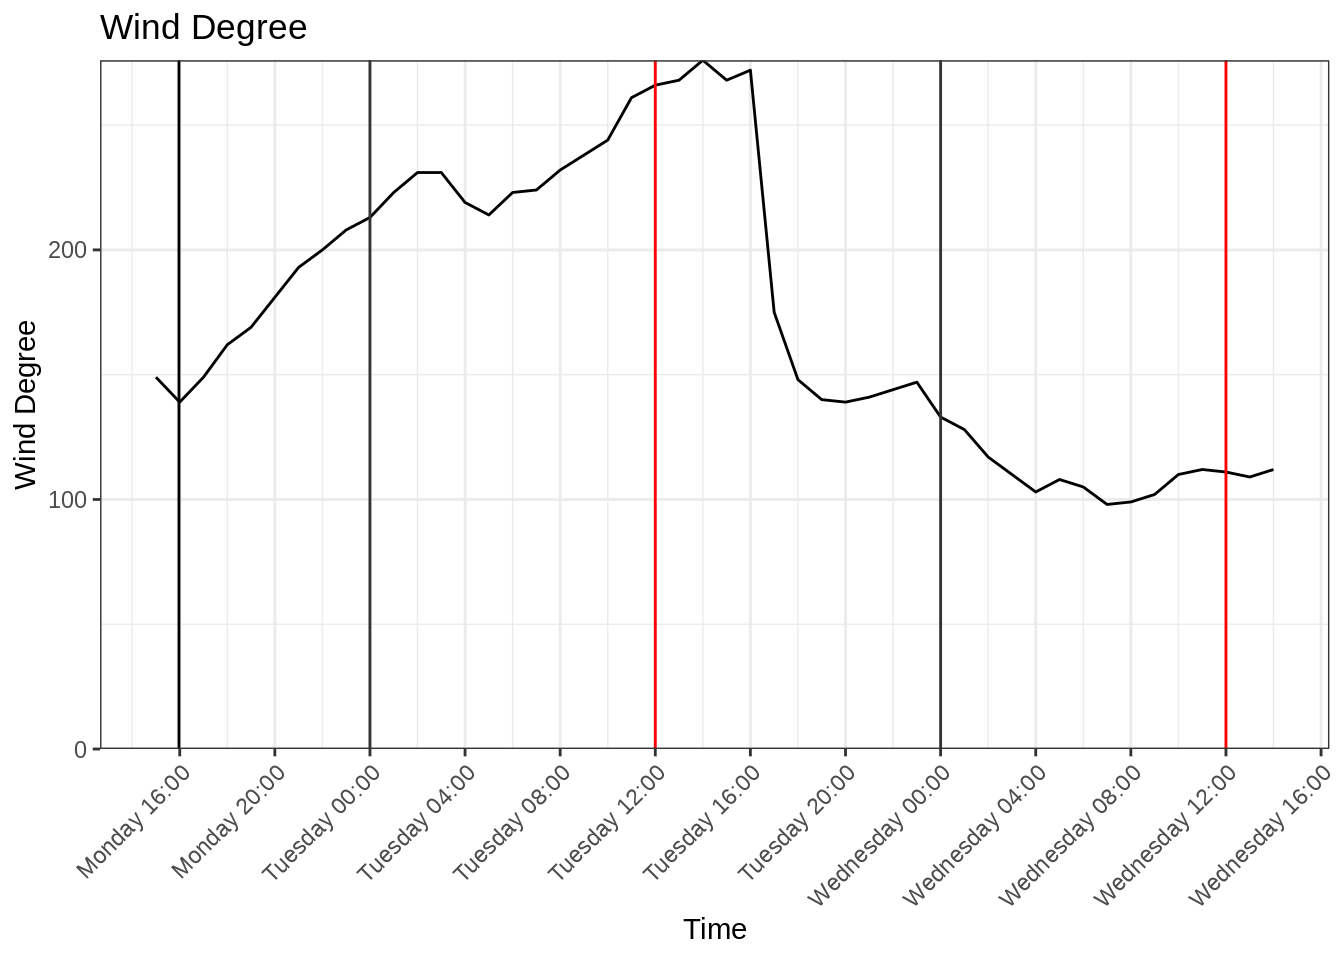 Wind Degree
Wind Degree
200
100
0
Monday 16:00
Monday 20:00
Tuesday 00:00
Tuesday 04:00
Tuesday 08:00
Tuesday 12:00
Tuesday 16:00
Tuesday 20:00
Wednesday 00:00
Wednesday 04:00
Wednesday 08:00
Wednesday 12:00
Wednesday 16:00
Time